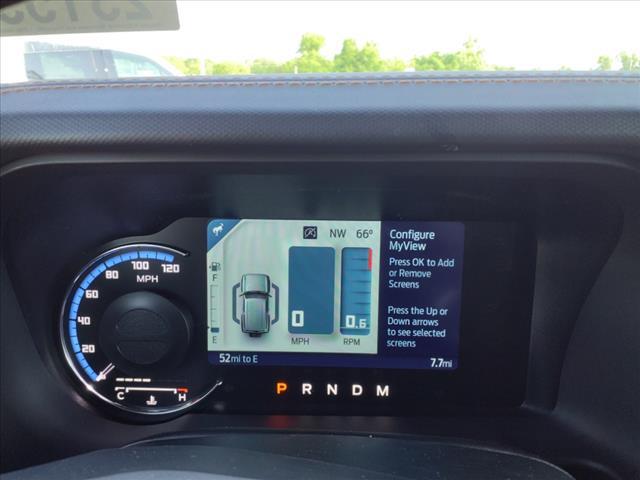 NW 66°
F
E
0
MPH
0.6
RPM
Configure
MyView
Press OK to Add
or Remove
Screens
Press the Up or
Down arrows
to see selected
screens
52mi to E
7.7mi
20
40
60
80
100
120
MPH
C
H
P R N D M